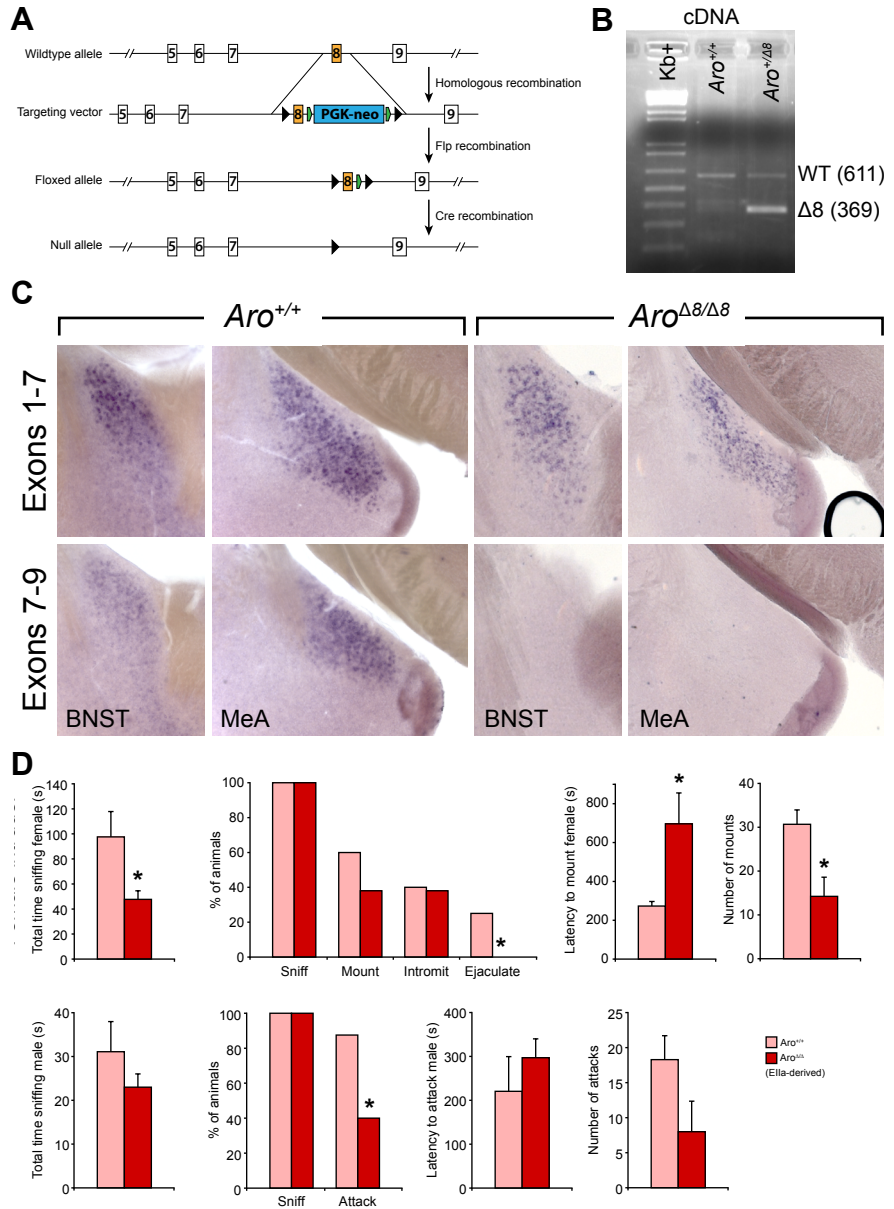 A
Wildtype allele // 5 6 7 8 9 //
Homologous recombination
Targeting vector 5 6 7 8 PGK-neo 9
Flp recombination
Floxed allele // 5 6 7 8 9 //
Cre recombination
Null allele // 5 6 7 9 //
B
cDNA
Kb+
Aro+/+
Aro+/Δ8
WT (611)
Δ8 (369)
C
Aro+/+
AroΔ8/Δ8
Exons 1-7
Exons 7-9
BNST
MeA
BNST
MeA
D
Total time sniffing female (s)
140
120
100
80
60
40
20
0
*
% of animals
100
80
60
40
20
0
Sniff Mount Intromit Ejaculate
*
Latency to mount female (s)
800
600
400
200
0
*
Number of mounts
40
30
20
10
0
*
Total time sniffing male (s)
40
30
20
10
0
% of animals
100
80
60
40
20
0
Sniff Attack
*
Latency to attack male (s)
400
300
200
100
0
Number of attacks
25
20
15
10
5
0
Aro+/+
AroΔ/Δ
(EIIa-derived)